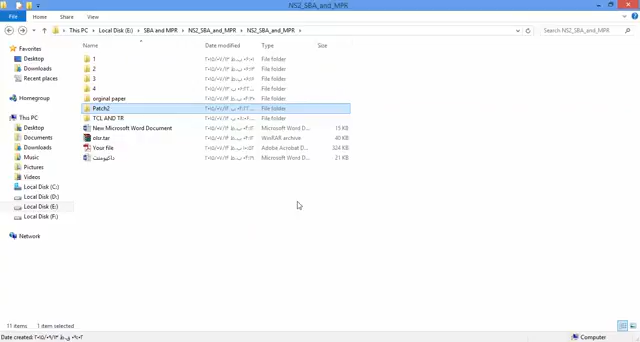 NS2_SBA_and_MPR
File Home Share View
This PC Local Disk (E:) SBA and MPR NS2_SBA_and_MPR NS2_SBA_and_MPR
Search NS2_SBA_and_MPR
Name Date modified Type Size
Favorites
Desktop
Downloads
Recent places
Homegroup
This PC
Desktop
Documents
Downloads
Music
Pictures
Videos
Local Disk (C:)
Local Disk (D:)
Local Disk (E:)
Local Disk (F:)
Network
1 File folder
2 File folder
3 File folder
4 File folder
orginal paper File folder
Patch2 File folder
TCL AND TR File folder
New Microsoft Word Document Microsoft Word D... 15 KB
olsr.tar WinRAR archive 40 KB
Your file Adobe Acrobat D... 324 KB
داکیومنت Microsoft Word D... 21 KB
11 items 1 item selected
Date created: Computer